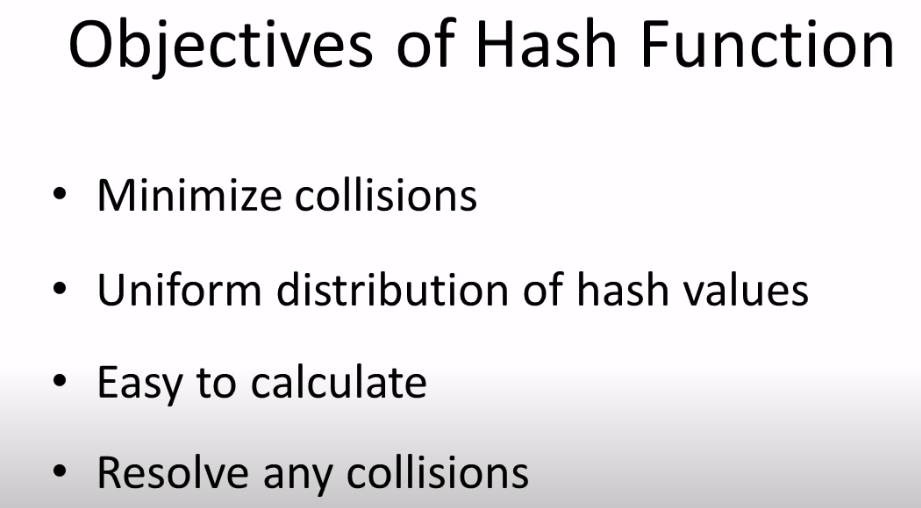 Objectives of Hash Function
• Minimize collisions
• Uniform distribution of hash values
• Easy to calculate
• Resolve any collisions